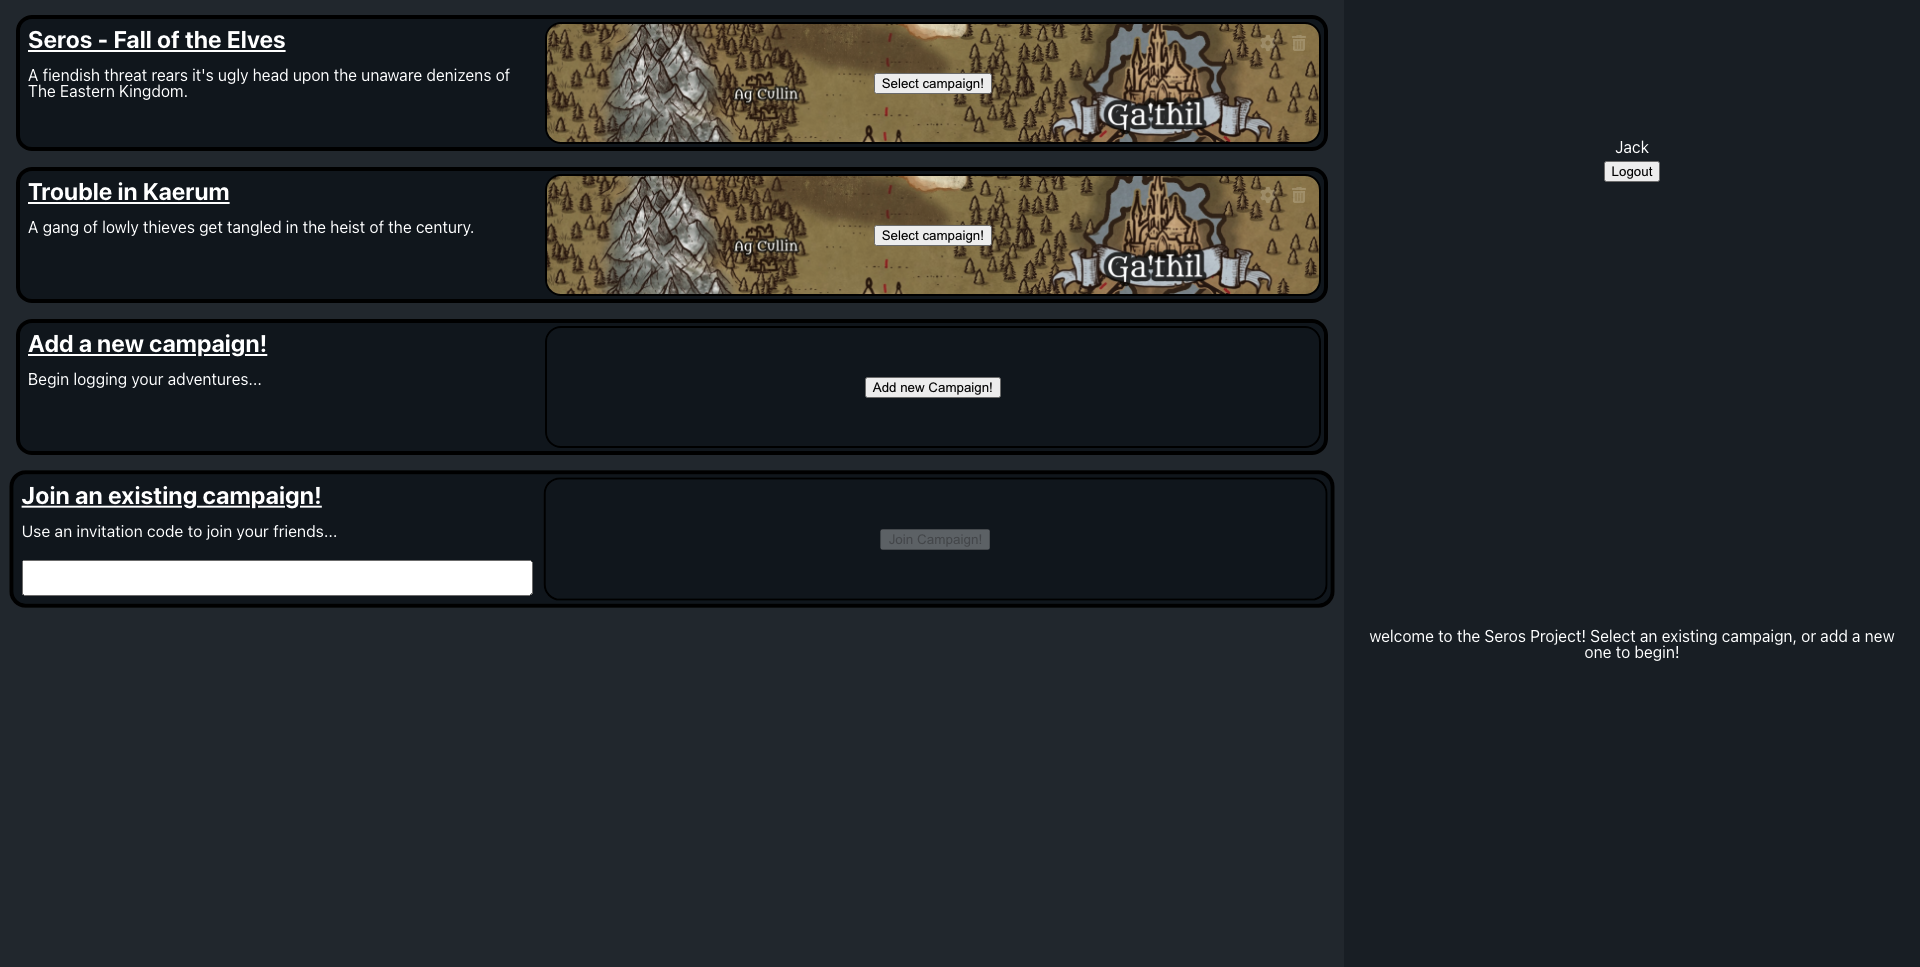 Seros - Fall of the Elves
A fiendish threat rears it's ugly head upon the unaware denizens of
The Eastern Kingdom.
Ag Cullin
Select campaign!
Ga'thil
Trouble in Kaerum
A gang of lowly thieves get tangled in the heist of the century.
Ag Cullin
Select campaign!
Ga'thil
Add a new campaign!
Begin logging your adventures...
Add new Campaign!
Join an existing campaign!
Use an invitation code to join your friends...
Join Campaign!
Jack
Logout
welcome to the Seros Project! Select an existing campaign, or add a new
one to begin!